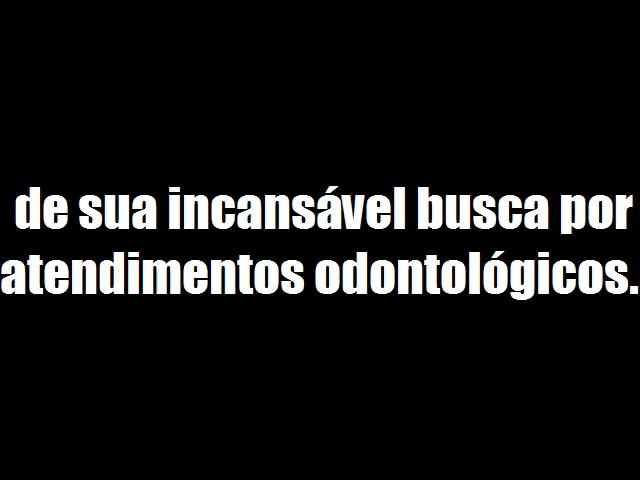 de sua incansável busca por
atendimentos odontológicos.